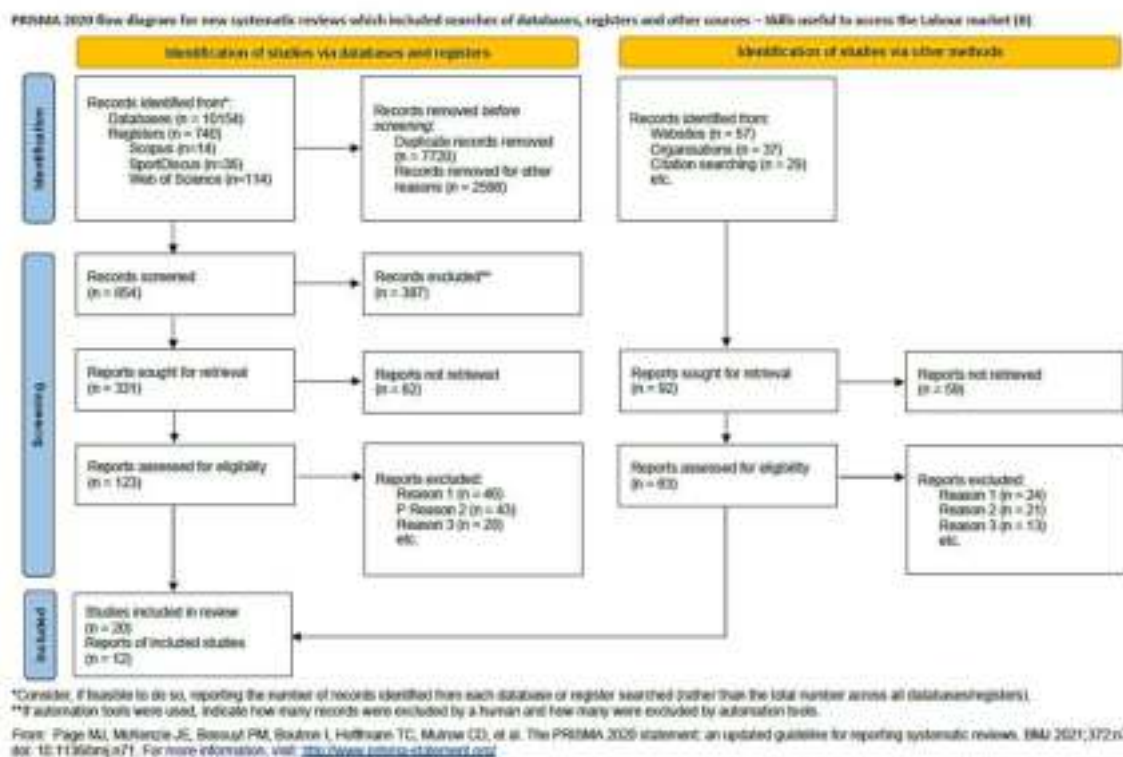 PRISMA 2020 flow diagram for new systematic reviews which included searches of databases, registers and other sources – Skills useful to access the Labour market (B)
Identification of studies via databases and registers
Identification of studies via other methods
Identification
Records identified from*:
Databases (n = 10158)
Registers (n = 740)
Scopus (n=14)
SportDiscus (n=35)
Web of Science (n=114)
Records removed before
screening:
Duplicate records removed
(n = 7720)
Records removed for other
reasons (n = 2598)
Records identified from:
Websites (n = 57)
Organisations (n = 37)
Citation searching (n = 29)
etc.
Screening
Records screened
(n = 854)
Records excluded**
(n = 387)
Reports sought for retrieval
(n = 321)
Reports not retrieved
(n = 62)
Reports sought for retrieval
(n = 92)
Reports not retrieved
(n = 59)
Reports assessed for eligibility
(n = 123)
Reports excluded:
Reason 1 (n = 46)
P Reason 2 (n = 43)
Reason 3 (n = 28)
etc.
Reports assessed for eligibility
(n = 63)
Reports excluded:
Reason 1 (n = 24)
Reason 2 (n = 21)
Reason 3 (n = 13)
etc.
Included
Studies included in review
(n = 20)
Reports of included studies
(n = 12)
*Consider, if feasible to do so, reporting the number of records identified from each database or register searched (rather than the total number across all databases/registers).
**If automation tools were used, indicate how many records were excluded by a human and how many were excluded by automation tools.
From: Page MJ, McKenzie JE, Bossuyt PM, Boutron I, Hoffmann TC, Mulrow CD, et al. The PRISMA 2020 statement: an updated guideline for reporting systematic reviews. BMJ 2021;372:n
doi: 10.1136/bmj.n71. For more information, visit: http://www.prisma-statement.org/